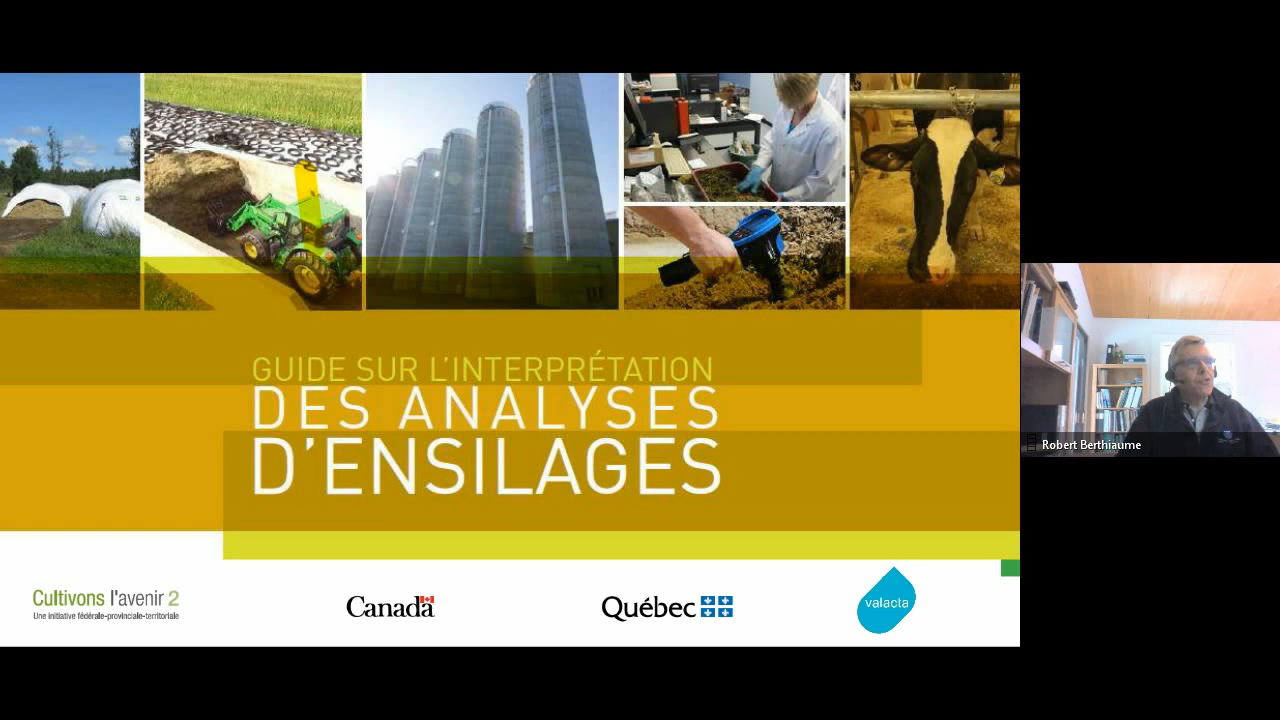 GUIDE SUR L'INTERPRÉTATION
DES ANALYSES
D'ENSILAGES
Cultivons l'avenir 2
Une initiative fédérale-provinciale-territoriale
Canada
Québec
valacta
Robert Berthiaume